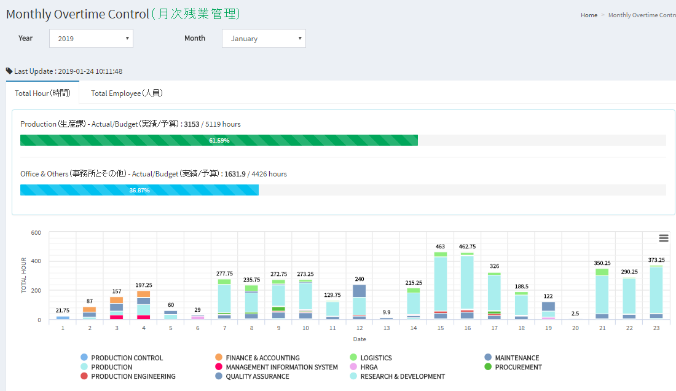 Monthly Overtime Control (月次残業管理)
Home > Monthly Overtime Contr
Year 2019 Month January
Last Update : 2019-01-24 10:11:48
Total Hour (時間) Total Employee (人員)
Production (生産課) - Actual/Budget (実績/予算) : 3153 / 5119 hours
61.59%
Office & Others (事務所とその他) - Actual/Budget (実績/予算) : 1631.9 / 4426 hours
36.87%
TOTAL HOUR
600
400
200
0
21.75 87 157 197.25 60 29 277.75 235.75 272.75 273.25 123.75 240 9.9 215.25 463 462.75 326 188.5 122 2.5 350.25 290.25 373.25
1 2 3 4 5 6 7 8 9 10 11 12 13 14 15 16 17 18 19 20 21 22 23
Date
PRODUCTION CONTROL FINANCE & ACCOUNTING LOGISTICS MAINTENANCE
PRODUCTION MANAGEMENT INFORMATION SYSTEM HRGA PROCUREMENT
PRODUCTION ENGINEERING QUALITY ASSURANCE RESEARCH & DEVELOPMENT